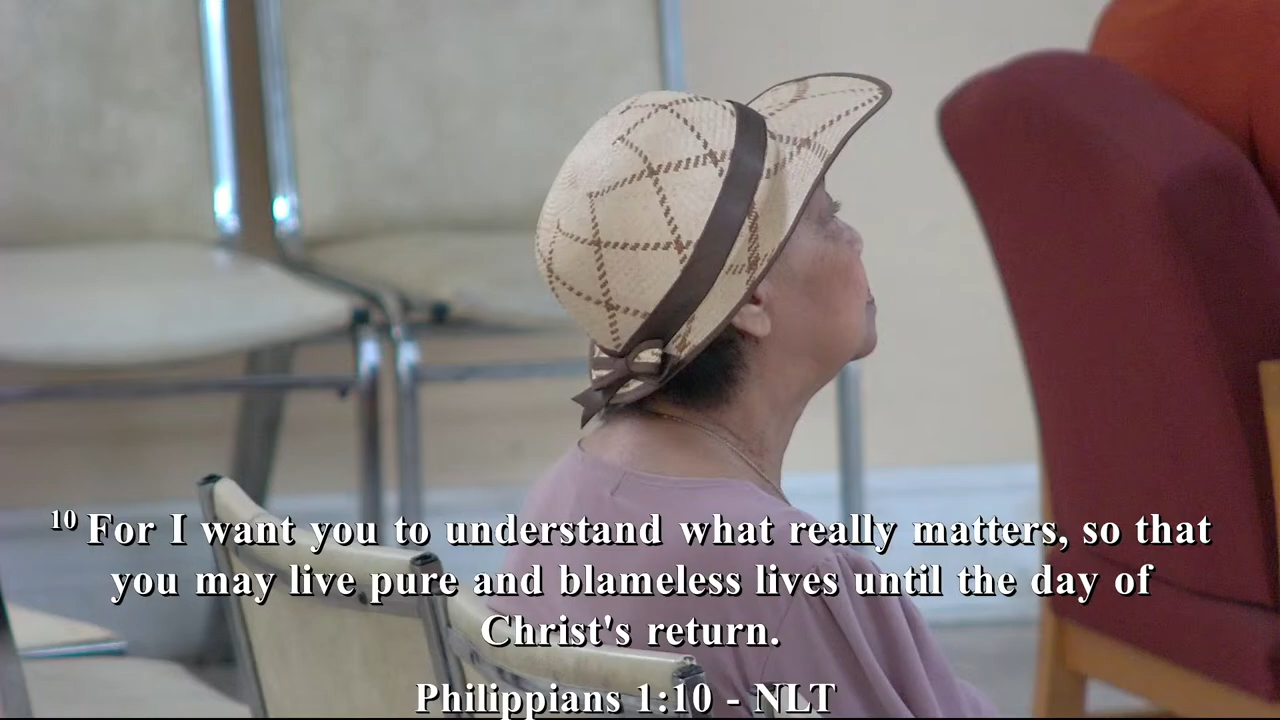 10 For I want you to understand what really matters, so that
you may live pure and blameless lives until the day of
Christ's return.
Philippians 1:10 - NLT